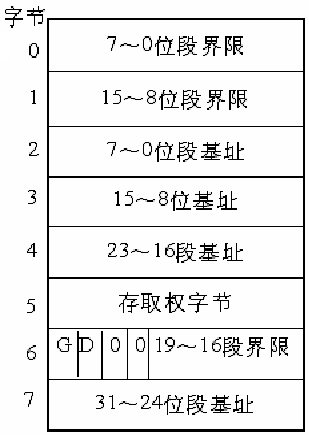 字节
0 7～0位段界限
1 15～8位段界限
2 7～0位段基址
3 15～8位基址
4 23～16段基址
5 存取权字节
6 G D 0 0 19～16段界限
7 31～24位段基址